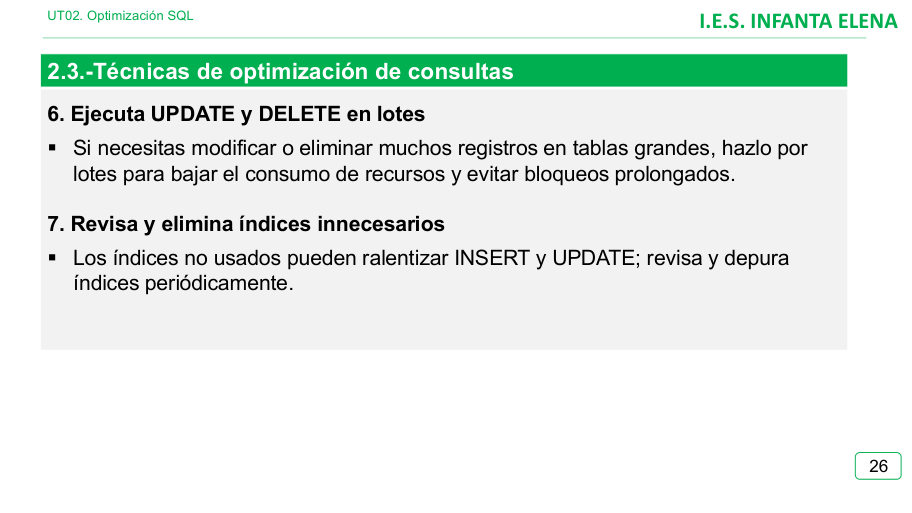 UT02. Optimización SQL
I.E.S. INFANTA ELENA
2.3.-Técnicas de optimización de consultas
6. Ejecuta UPDATE y DELETE en lotes
▪ Si necesitas modificar o eliminar muchos registros en tablas grandes, hazlo por
lotes para bajar el consumo de recursos y evitar bloqueos prolongados.
7. Revisa y elimina índices innecesarios
▪ Los índices no usados pueden ralentizar INSERT y UPDATE; revisa y depura
índices periódicamente.
26